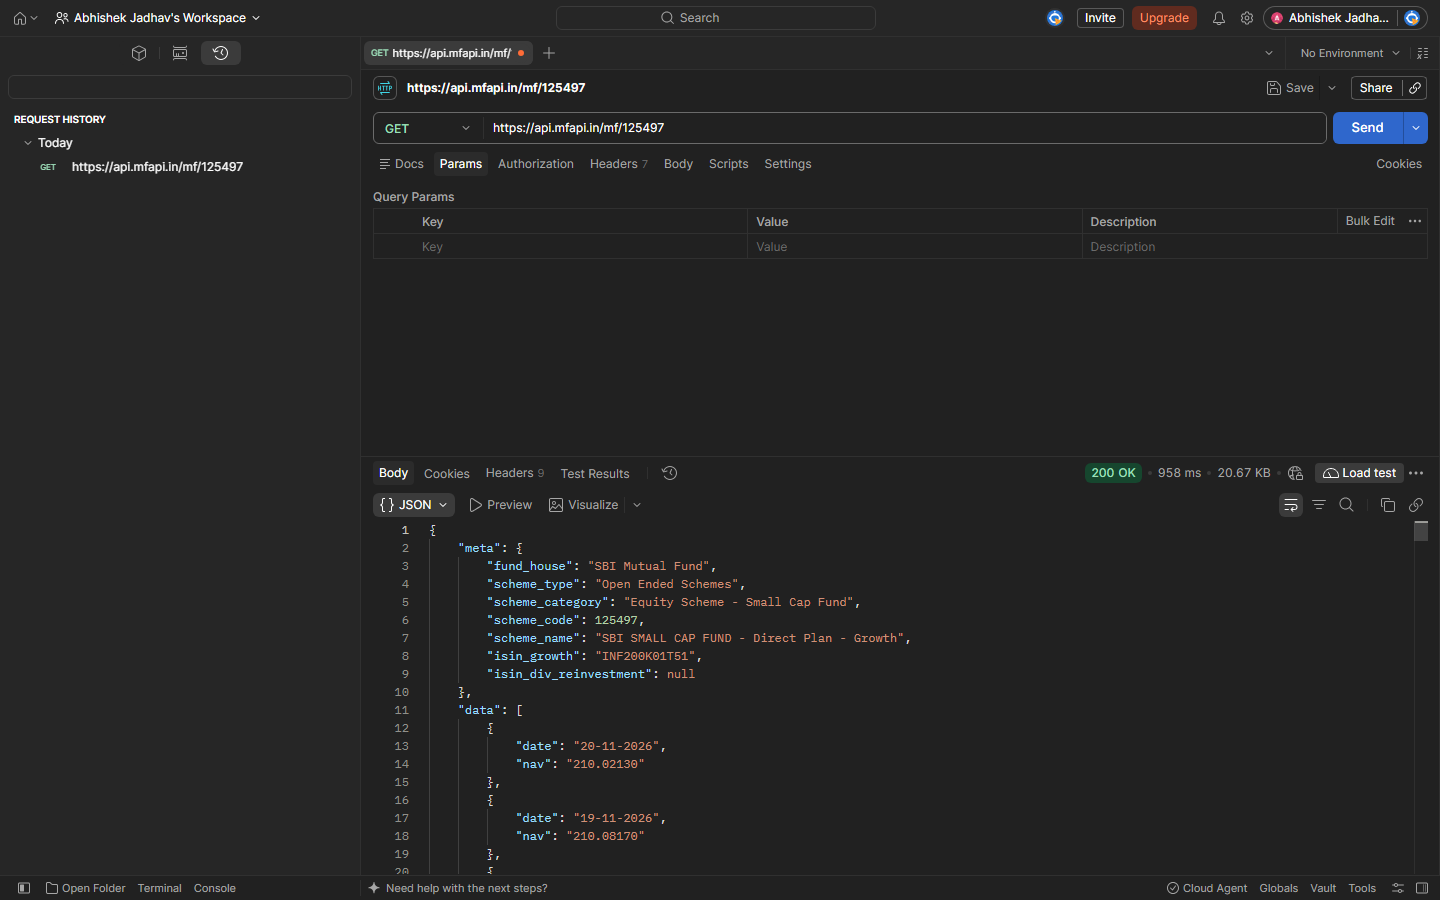 Abhishek Jadhav's Workspace
Search
Invite
Upgrade
Abhishek Jadha...
GET https://api.mfapi.in/mf/
No Environment
HTTP https://api.mfapi.in/mf/125497
Save
Share
REQUEST HISTORY
Today
GET https://api.mfapi.in/mf/125497
GET https://api.mfapi.in/mf/125497
Send
Docs Params Authorization Headers 7 Body Scripts Settings Cookies
Query Params
Key Value Description Bulk Edit
Key Value Description
Body Cookies Headers 9 Test Results
200 OK • 958 ms • 20.67 KB • Load test
{} JSON Preview Visualize
1 {
2 "meta": {
3 "fund_house": "SBI Mutual Fund",
4 "scheme_type": "Open Ended Schemes",
5 "scheme_category": "Equity Scheme - Small Cap Fund",
6 "scheme_code": 125497,
7 "scheme_name": "SBI SMALL CAP FUND - Direct Plan - Growth",
8 "isin_growth": "INF200K01T51",
9 "isin_div_reinvestment": null
10 },
11 "data": [
12 {
13 "date": "20-11-2026",
14 "nav": "210.02130"
15 },
16 {
17 "date": "19-11-2026",
18 "nav": "210.08170"
19 },
20 {
Open Folder Terminal Console
Need help with the next steps?
Cloud Agent Globals Vault Tools